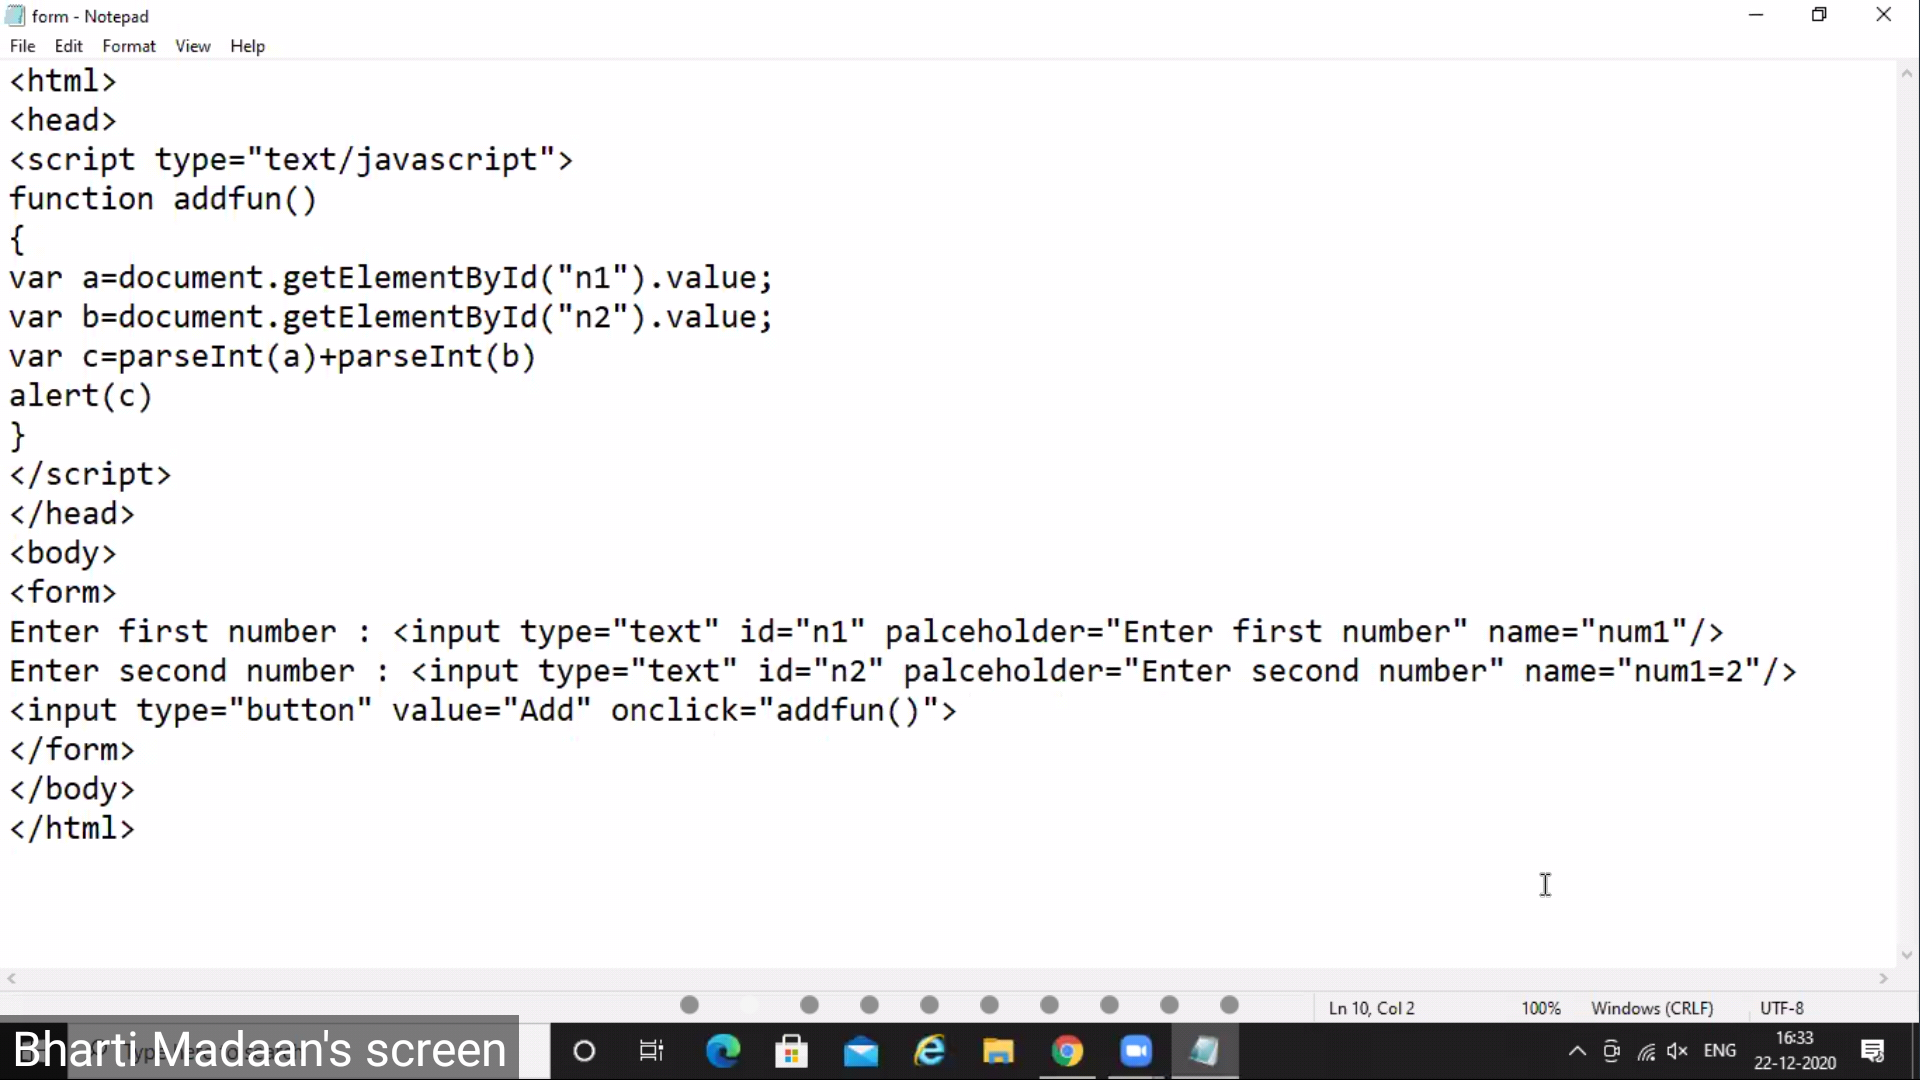 form - Notepad
File Edit Format View Help
<html>
<head>
<script type="text/javascript">
function addfun()
{
var a=document.getElementById("n1").value;
var b=document.getElementById("n2").value;
var c=parseInt(a)+parseInt(b)
alert(c)
}
</script>
</head>
<body>
<form>
Enter first number : <input type="text" id="n1" palceholder="Enter first number" name="num1"/>
Enter second number : <input type="text" id="n2" palceholder="Enter second number" name="num1=2"/>
<input type="button" value="Add" onclick="addfun()">
</form>
</body>
</html>
Ln 10, Col 2 100% Windows (CRLF) UTF-8
Bharti Madaan's screen
ENG
16:33
22-12-2020